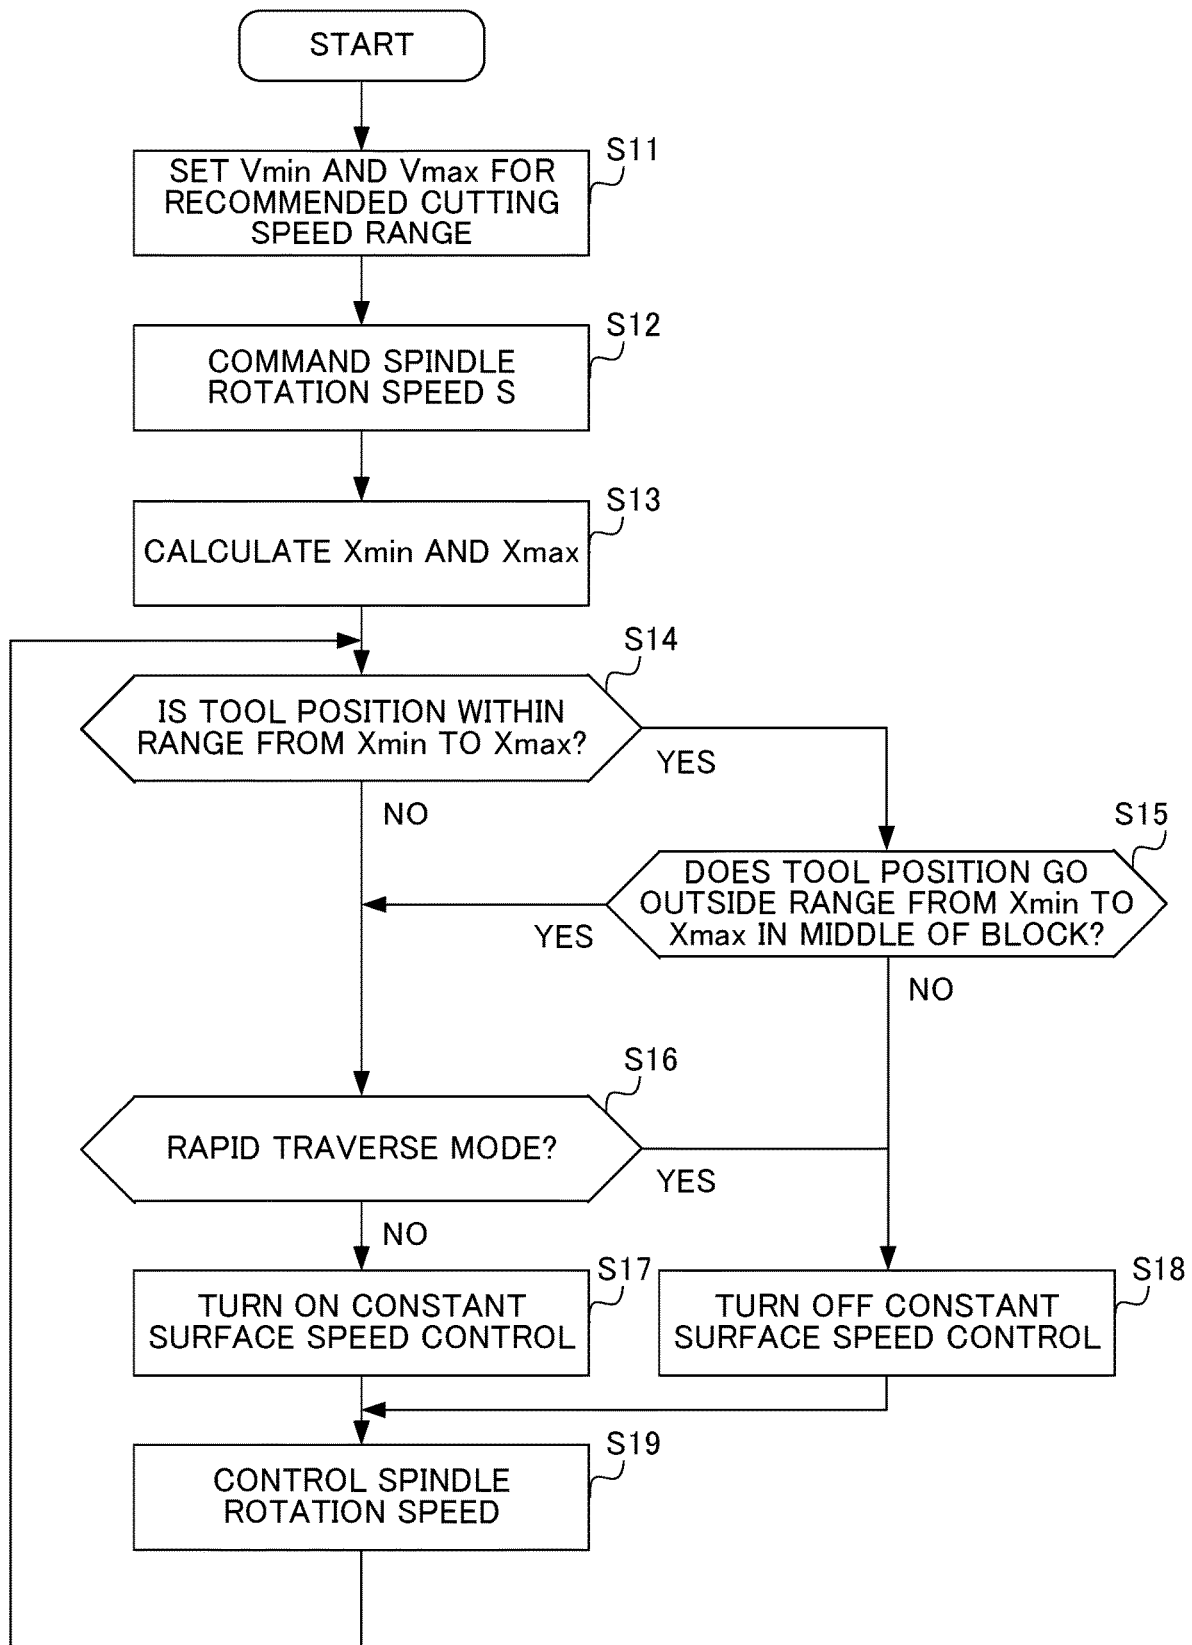 START
S11
SET Vmin AND Vmax FOR
RECOMMENDED CUTTING
SPEED RANGE
S12
COMMAND SPINDLE
ROTATION SPEED S
S13
CALCULATE Xmin AND Xmax
S14
IS TOOL POSITION WITHIN
RANGE FROM Xmin TO Xmax?
YES
NO
S15
DOES TOOL POSITION GO
OUTSIDE RANGE FROM Xmin TO
Xmax IN MIDDLE OF BLOCK?
YES
NO
S16
RAPID TRAVERSE MODE?
YES
NO
S17
TURN ON CONSTANT
SURFACE SPEED CONTROL
S18
TURN OFF CONSTANT
SURFACE SPEED CONTROL
S19
CONTROL SPINDLE
ROTATION SPEED